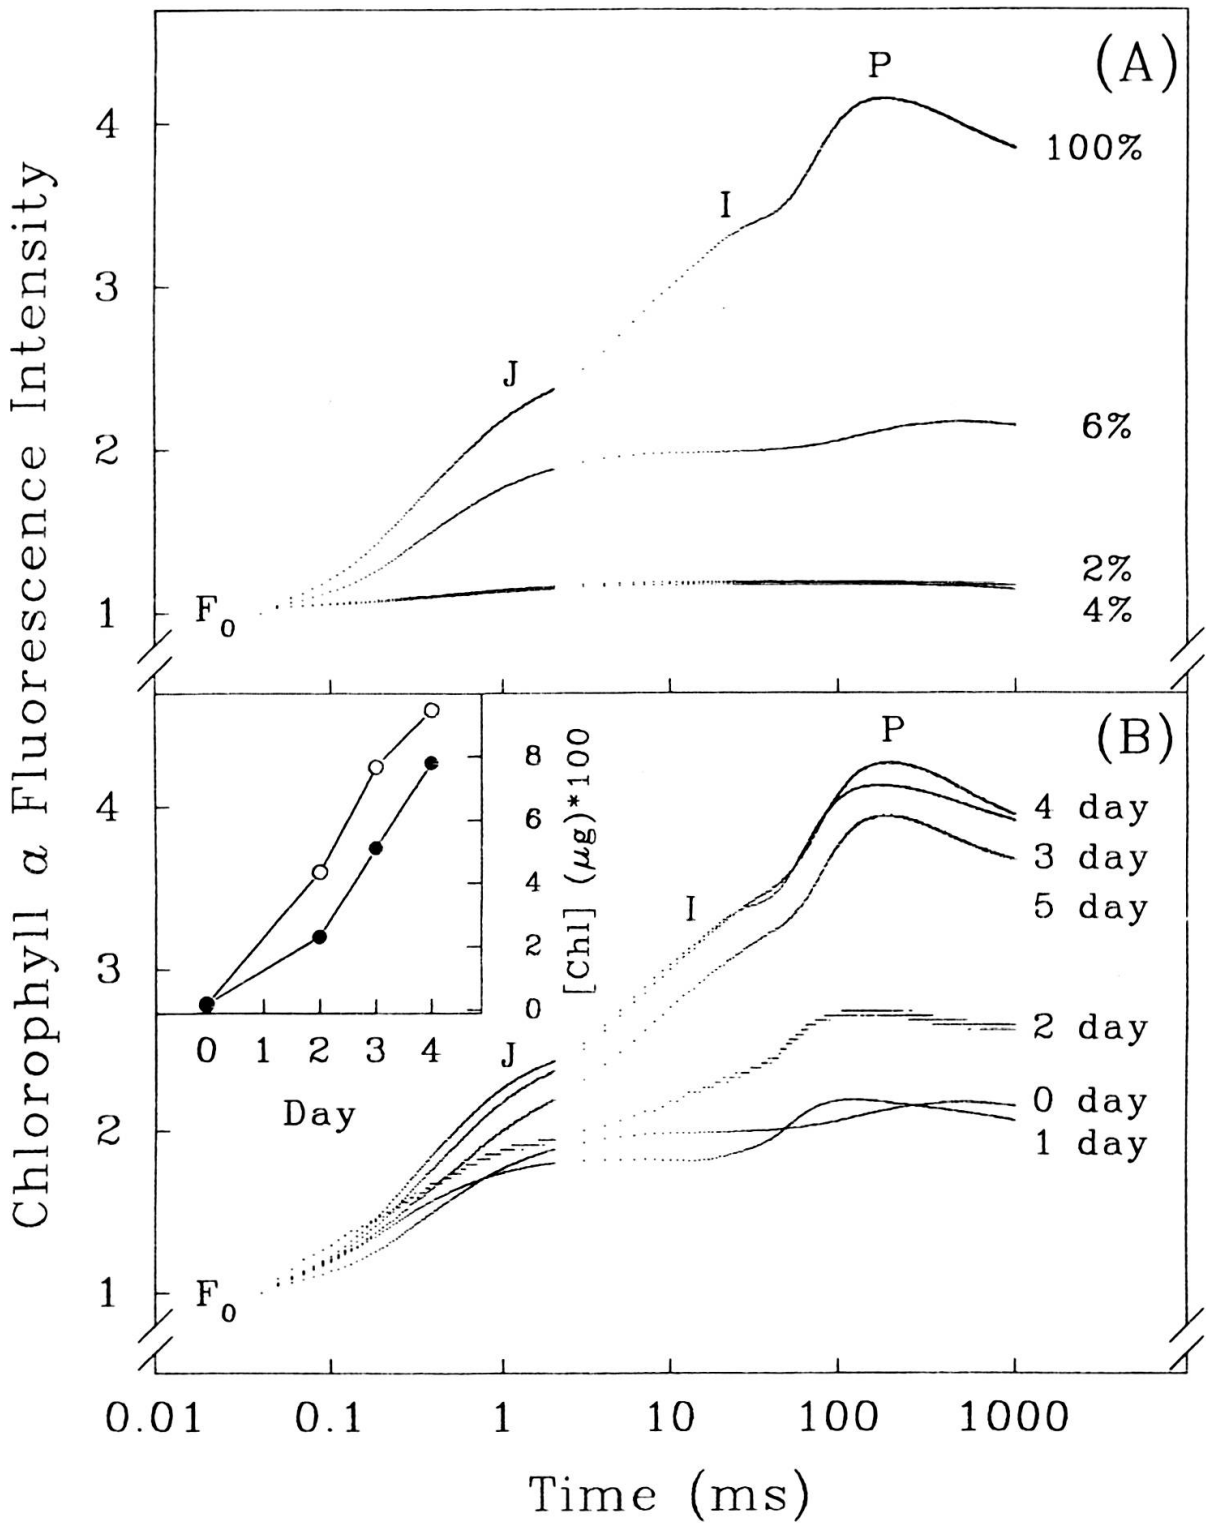 Chlorophyll a Fluorescence Intensity
(A)
P
4
100%
I
3
J
2
6%
2%
4%
1
F0
(B)
P
8
6
4
2
0
[Chl] (μg)*100
4
4 day
3 day
I
5 day
3
2 day
0 1 2 3 4
J
Day
0 day
2
1 day
1
F0
0.01 0.1 1 10 100 1000
Time (ms)